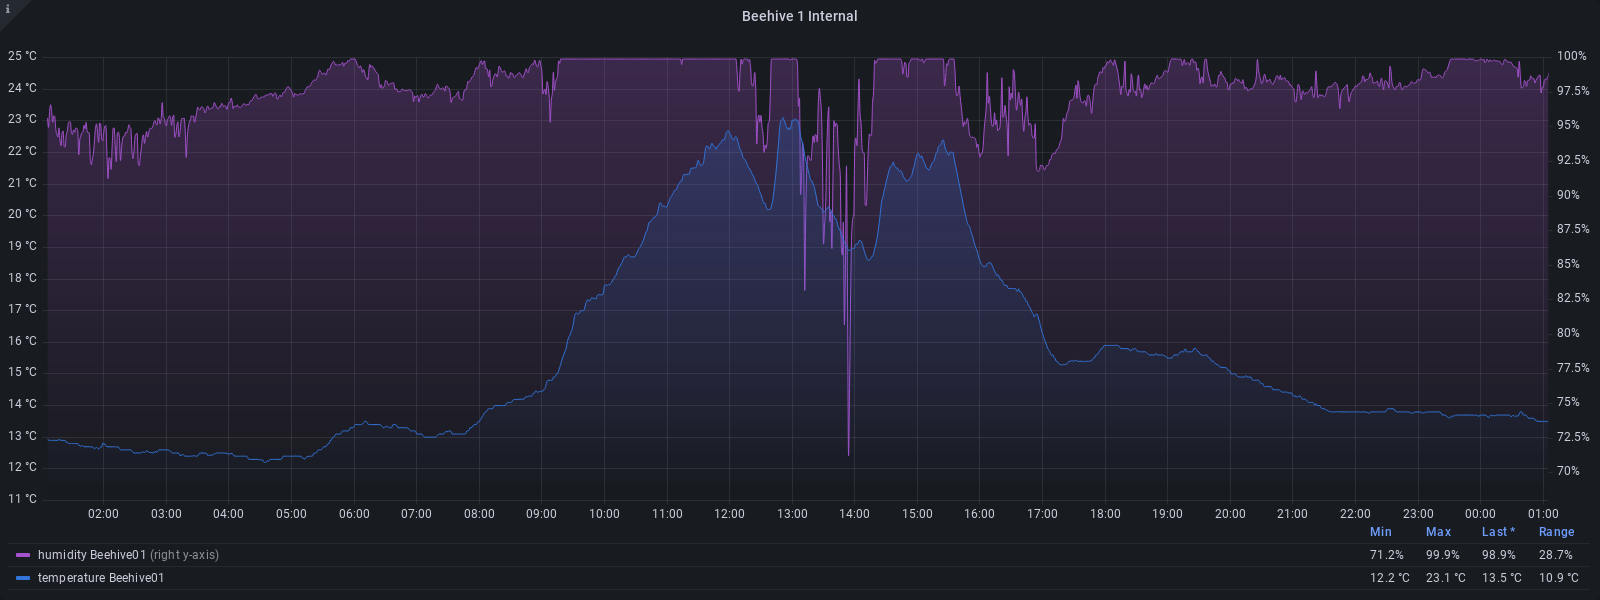 i
Beehive 1 Internal
25 °C
24 °C
23 °C
22 °C
21 °C
20 °C
19 °C
18 °C
17 °C
16 °C
15 °C
14 °C
13 °C
12 °C
11 °C
100%
97.5%
95%
92.5%
90%
87.5%
85%
82.5%
80%
77.5%
75%
72.5%
70%
02:00 03:00 04:00 05:00 06:00 07:00 08:00 09:00 10:00 11:00 12:00 13:00 14:00 15:00 16:00 17:00 18:00 19:00 20:00 21:00 22:00 23:00 00:00 01:00
Min Max Last * Range
humidity Beehive01 (right y-axis) 71.2% 99.9% 98.9% 28.7%
temperature Beehive01 12.2 °C 23.1 °C 13.5 °C 10.9 °C